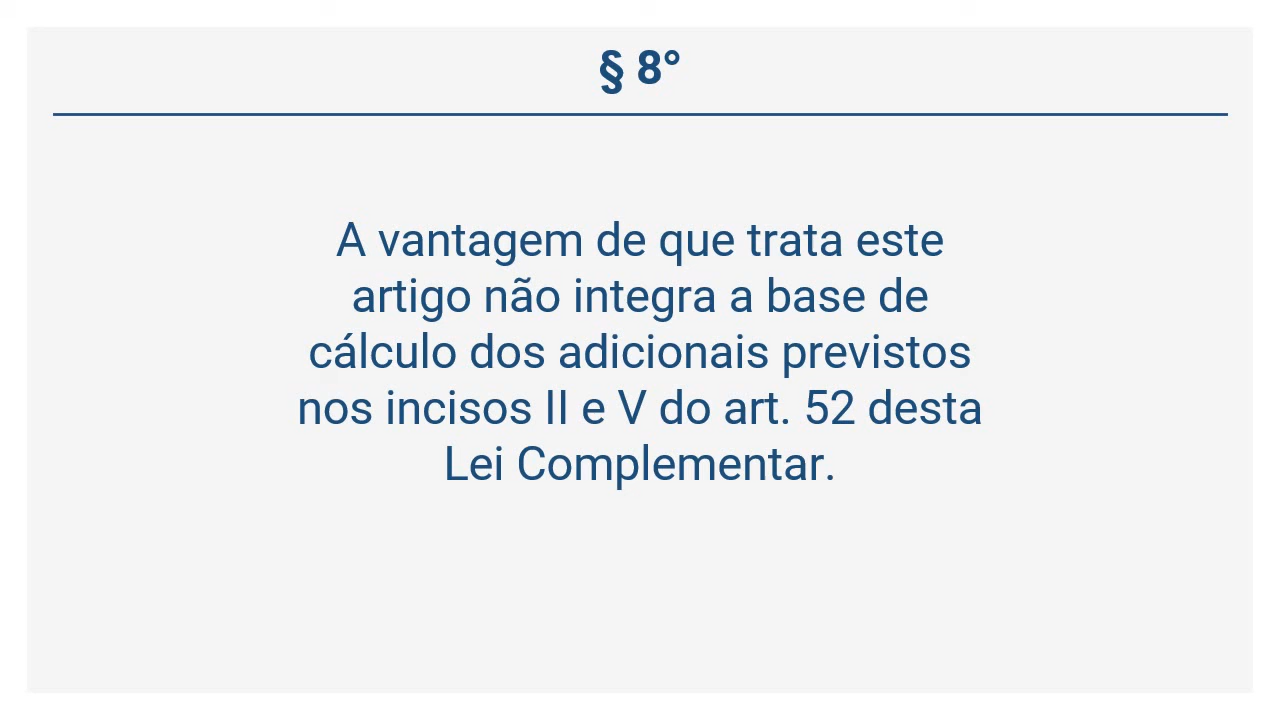 § 8°
A vantagem de que trata este
artigo não integra a base de
cálculo dos adicionais previstos
nos incisos II e V do art. 52 desta
Lei Complementar.